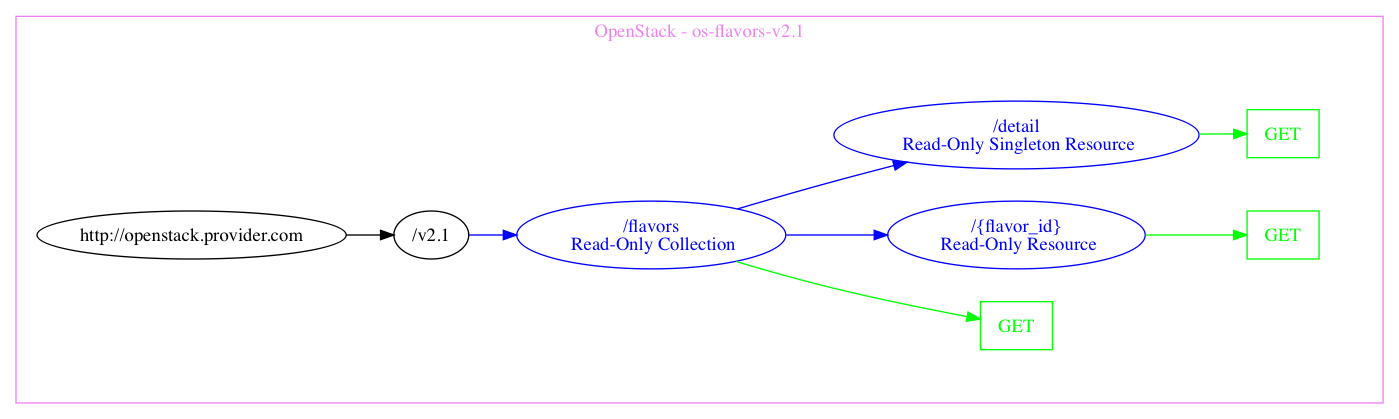 OpenStack - os-flavors-v2.1
/detail
Read-Only Singleton Resource
GET
http://openstack.provider.com
/v2.1
/flavors
Read-Only Collection
/{flavor_id}
Read-Only Resource
GET
GET